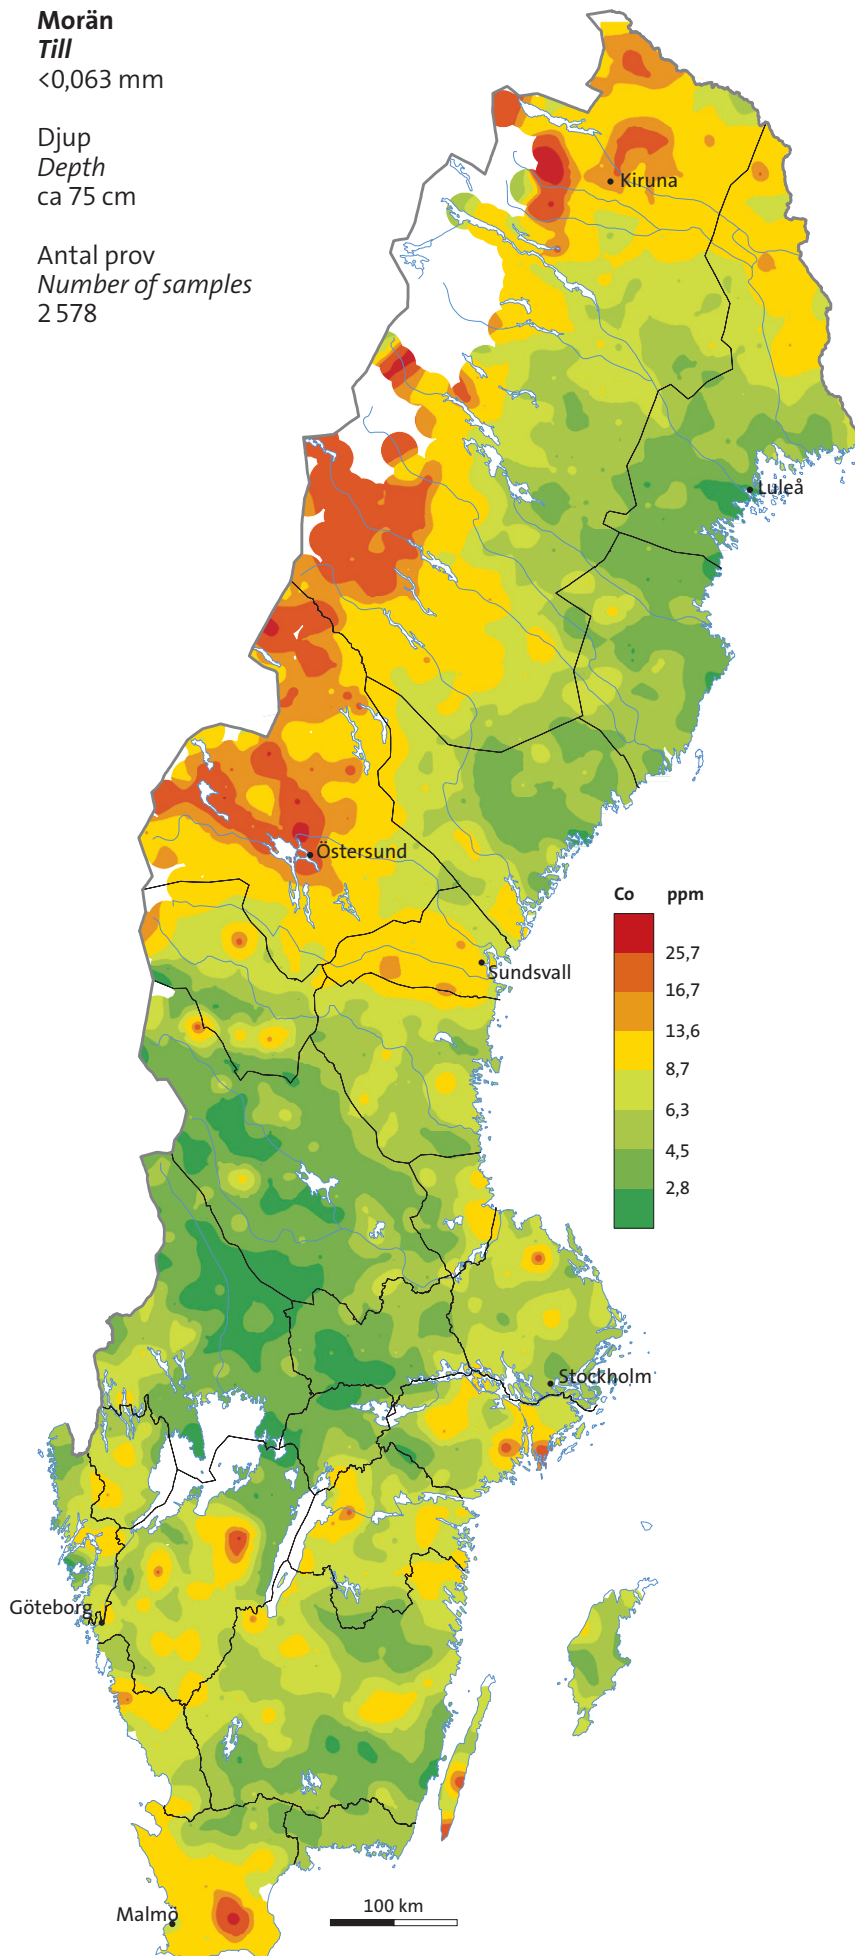 Morän
Till
<0,063 mm
Djup
Depth
ca 75 cm
Antal prov
Number of samples
2 578
Kiruna
Luleå
Östersund
Sundsvall
Co ppm
25,7
16,7
13,6
8,7
6,3
4,5
2,8
Stockholm
Göteborg
Malmö
100 km